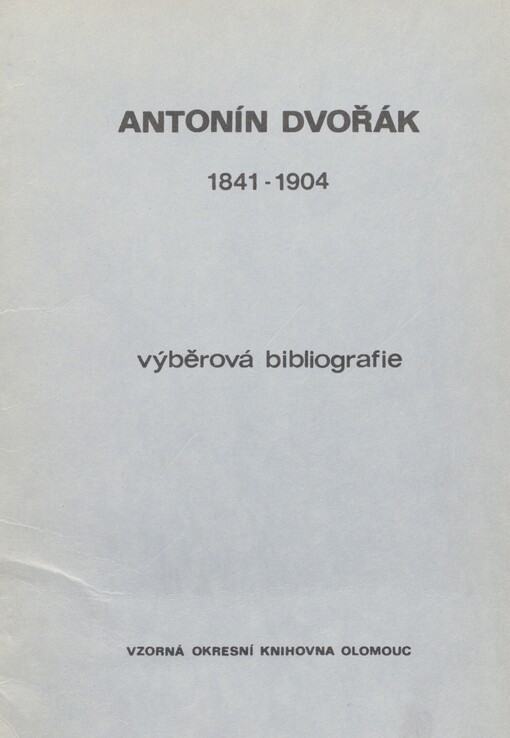 ANTONÍN DVOŘÁK
1841 - 1904
výběrová bibliografie
VZORNÁ OKRESNÍ KNIHOVNA OLOMOUC